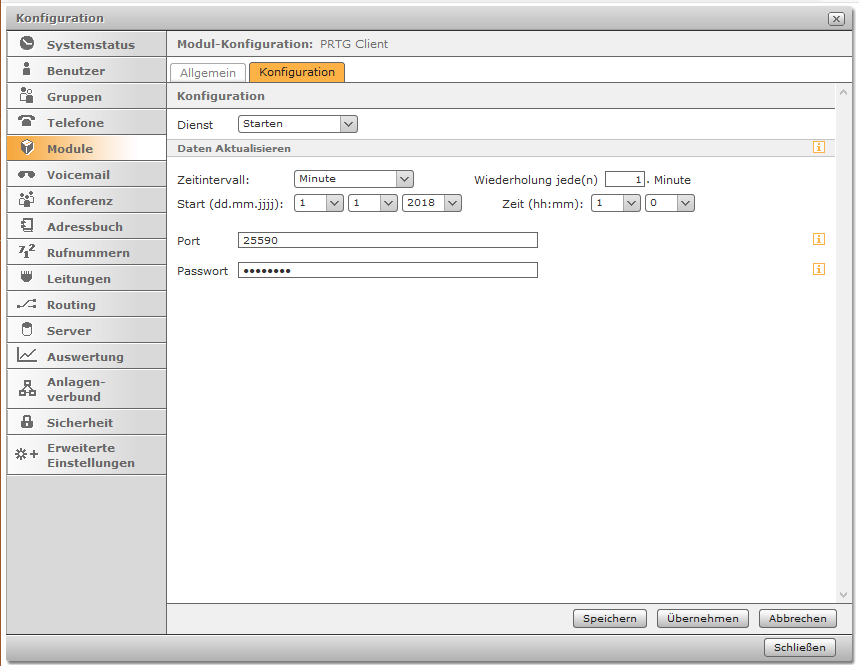 Konfiguration
Systemstatus
Benutzer
Gruppen
Telefone
Module
Voicemail
Konferenz
Adressbuch
Rufnummern
Leitungen
Routing
Server
Auswertung
Anlagen-
verbund
Sicherheit
Erweiterte
Einstellungen
Modul-Konfiguration: PRTG Client
Allgemein Konfiguration
Konfiguration
Dienst Starten
Daten Aktualisieren
Zeitintervall: Minute Wiederholung jede(n) 1. Minute
Start (dd.mm.jjjj): 1 1 2018 Zeit (hh:mm): 1 0
Port 25590
Passwort ••••••••
Speichern Übernehmen Abbrechen
Schließen